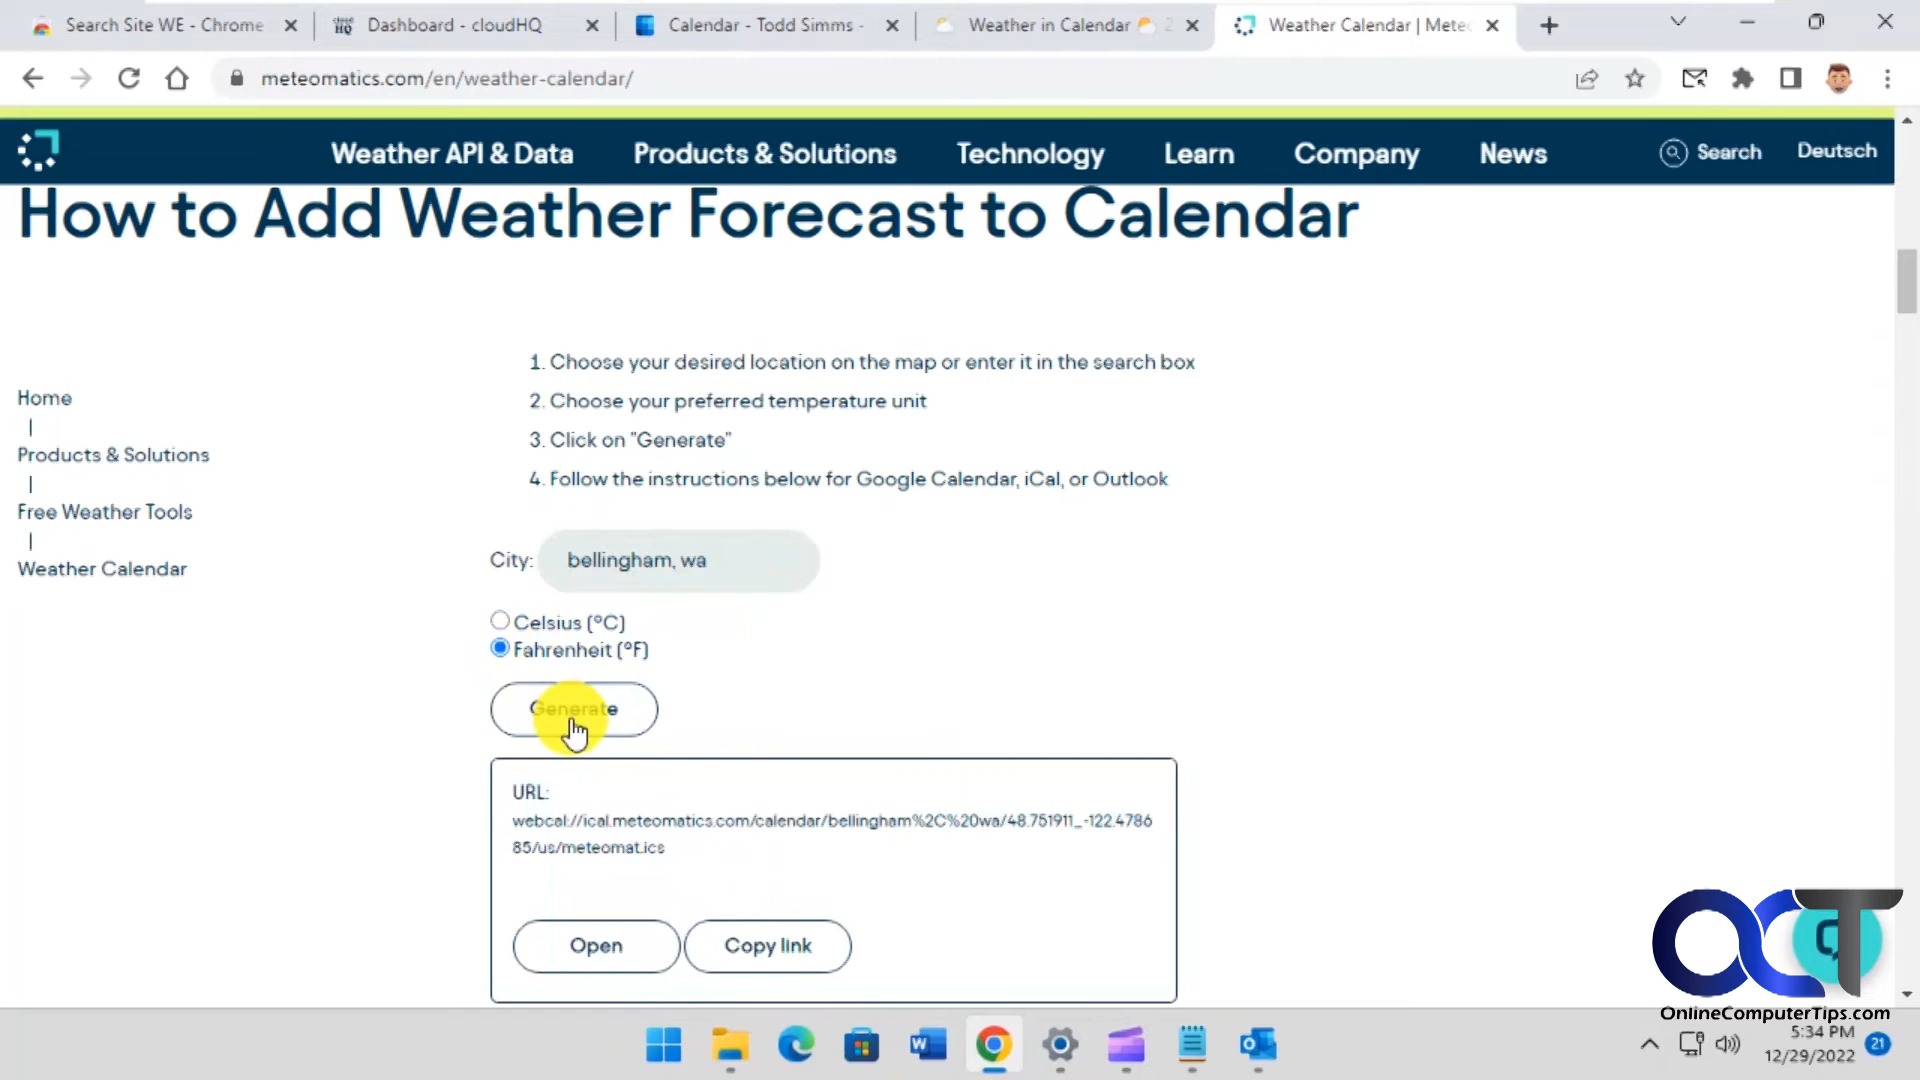 Search Site WE - Chrome
Dashboard - cloudHQ
Calendar - Todd Simms -
Weather in Calendar
Weather Calendar | Meteo
meteomatics.com/en/weather-calendar/
Weather API & Data
Products & Solutions
Technology
Learn
Company
News
Search
Deutsch
How to Add Weather Forecast to Calendar
1. Choose your desired location on the map or enter it in the search box
2. Choose your preferred temperature unit
3. Click on "Generate"
4. Follow the instructions below for Google Calendar, iCal, or Outlook
Home
|
Products & Solutions
|
Free Weather Tools
|
Weather Calendar
City: bellingham, wa
Celsius (°C)
Fahrenheit (°F)
Generate
URL:
webcal://ical.meteomatics.com/calendar/bellingham%2C%20wa/48.751911_-122.4786
85/us/meteomat.ics
Open
Copy link
OCT
OnlineComputerTips.com
5:34 PM
12/29/2022
21